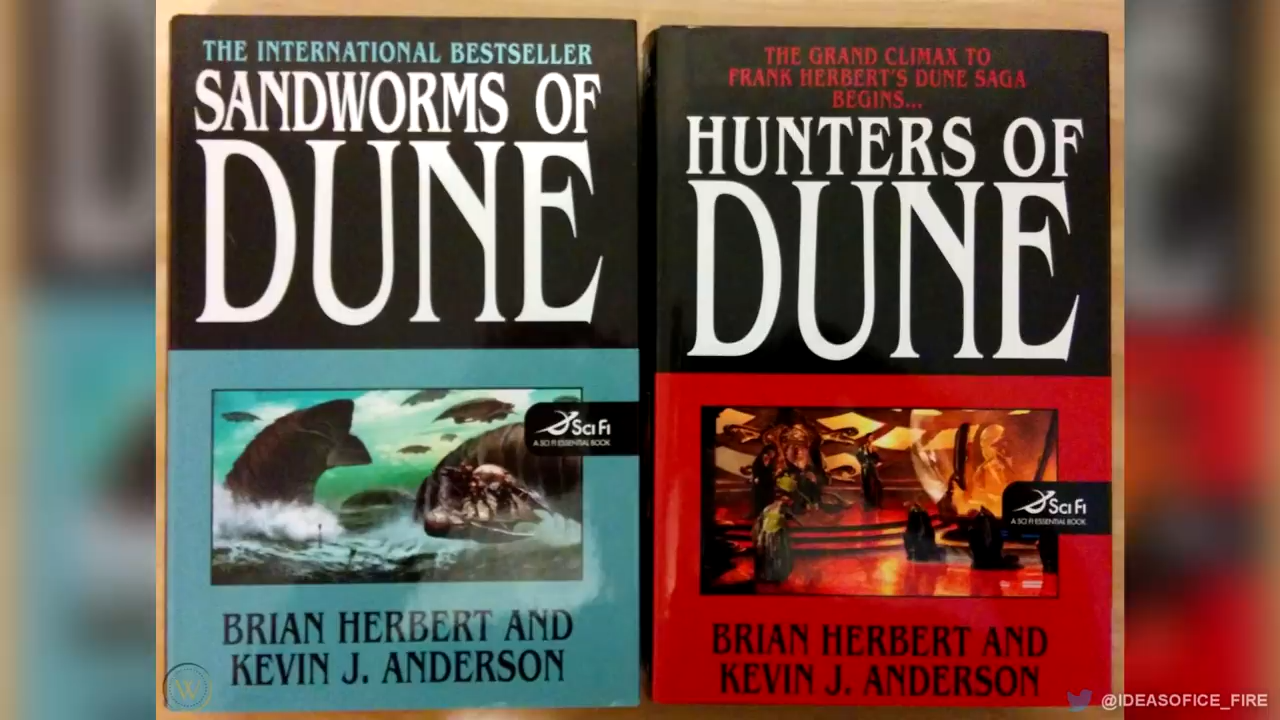 THE INTERNATIONAL BESTSELLER
SANDWORMS OF
DUNE
SCI FI
A SCI FI ESSENTIAL BOOK
BRIAN HERBERT AND
KEVIN J. ANDERSON
W
THE GRAND CLIMAX TO
FRANK HERBERT'S DUNE SAGA
BEGINS...
HUNTERS OF
DUNE
SCI FI
A SCI FI ESSENTIAL BOOK
BRIAN HERBERT AND
KEVIN J. ANDERSON
@IDEASOFICE_FIRE